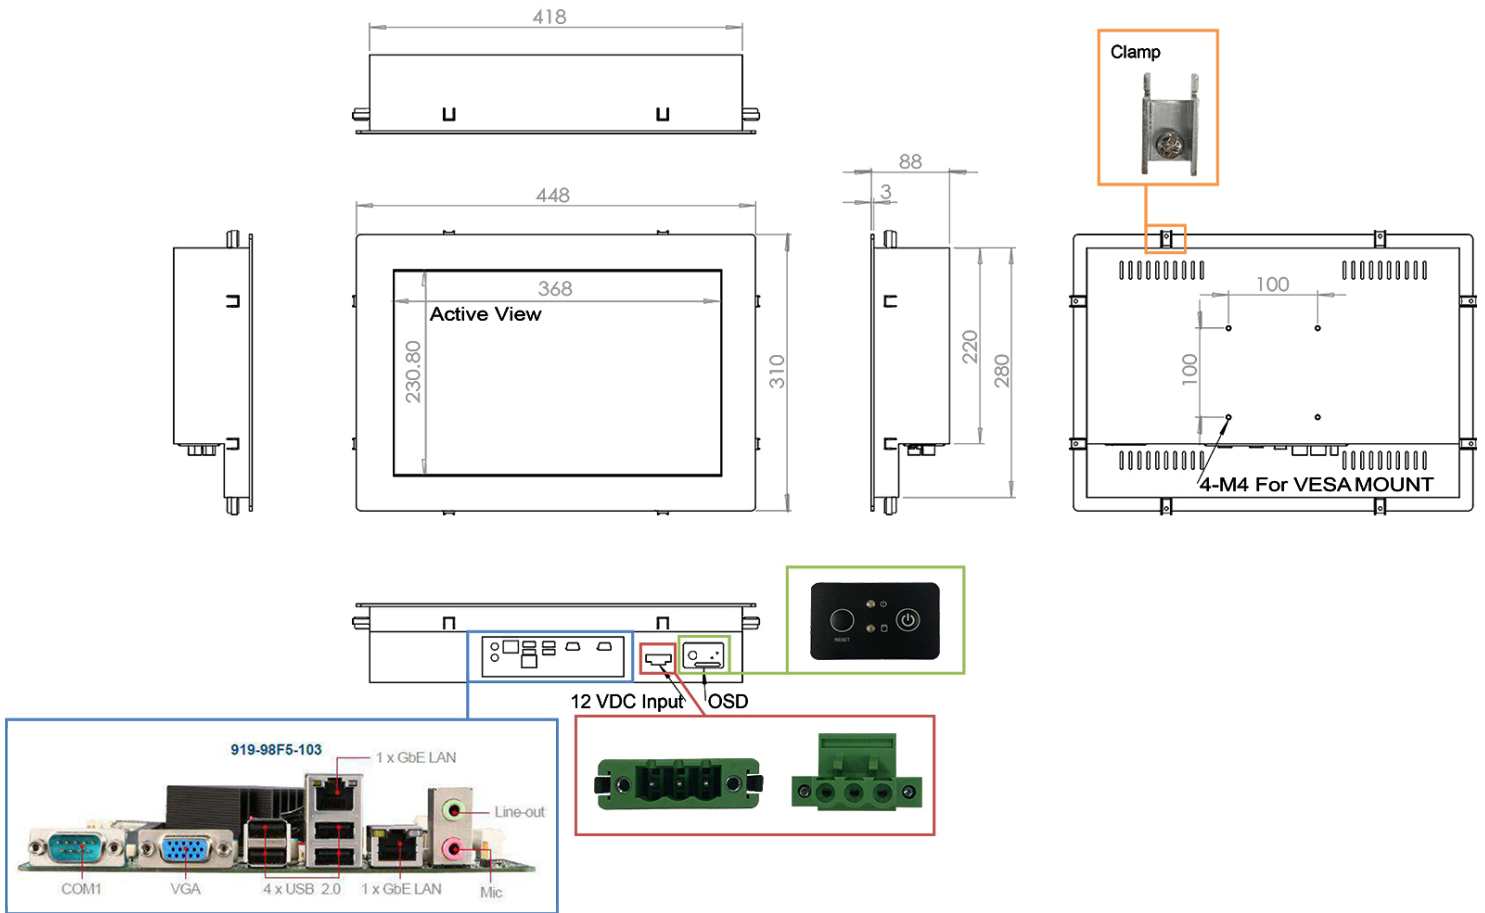 418
Clamp
448
88
3
368
Active View
230.80
310
220
280
100
100
4-M4 For VESA MOUNT
RESET
12 VDC Input
OSD
919-98F5-103
1 x GbE LAN
Line-out
COM1
VGA
4 x USB 2.0
1 x GbE LAN
Mic